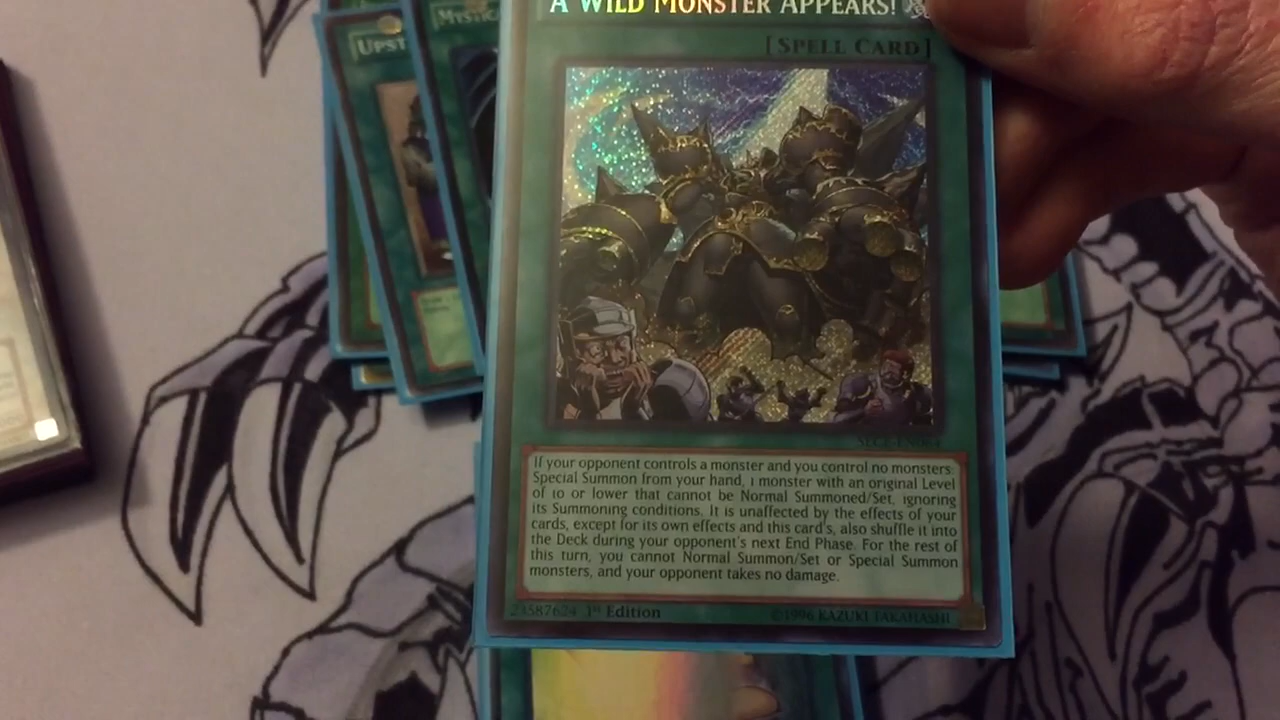 A WILD MONSTER APPEARS!
MYSTIC
UPST
[SPELL CARD]
SECE-EN064
If your opponent controls a monster and you control no monsters:
Special Summon from your hand, 1 monster with an original Level
of 10 or lower that cannot be Normal Summoned/Set, ignoring
its Summoning conditions. It is unaffected by the effects of your
cards, except for its own effects and this card's, also shuffle it into
the Deck during your opponent's next End Phase. For the rest of
this turn, you cannot Normal Summon/Set or Special Summon
monsters, and your opponent takes no damage.
23587624 1st Edition
©1996 KAZUKI TAKAHASHI